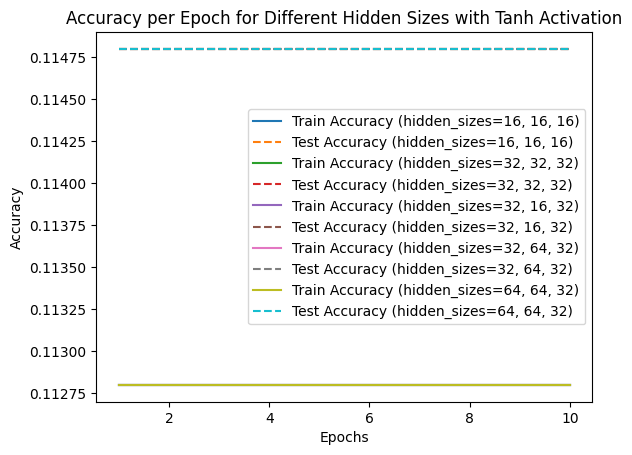 Accuracy per Epoch for Different Hidden Sizes with Tanh Activation
0.11475
0.11450
0.11425
0.11400
0.11375
0.11350
0.11325
0.11300
0.11275
Accuracy
Train Accuracy (hidden_sizes=16, 16, 16)
Test Accuracy (hidden_sizes=16, 16, 16)
Train Accuracy (hidden_sizes=32, 32, 32)
Test Accuracy (hidden_sizes=32, 32, 32)
Train Accuracy (hidden_sizes=32, 16, 32)
Test Accuracy (hidden_sizes=32, 16, 32)
Train Accuracy (hidden_sizes=32, 64, 32)
Test Accuracy (hidden_sizes=32, 64, 32)
Train Accuracy (hidden_sizes=64, 64, 32)
Test Accuracy (hidden_sizes=64, 64, 32)
2 4 6 8 10
Epochs